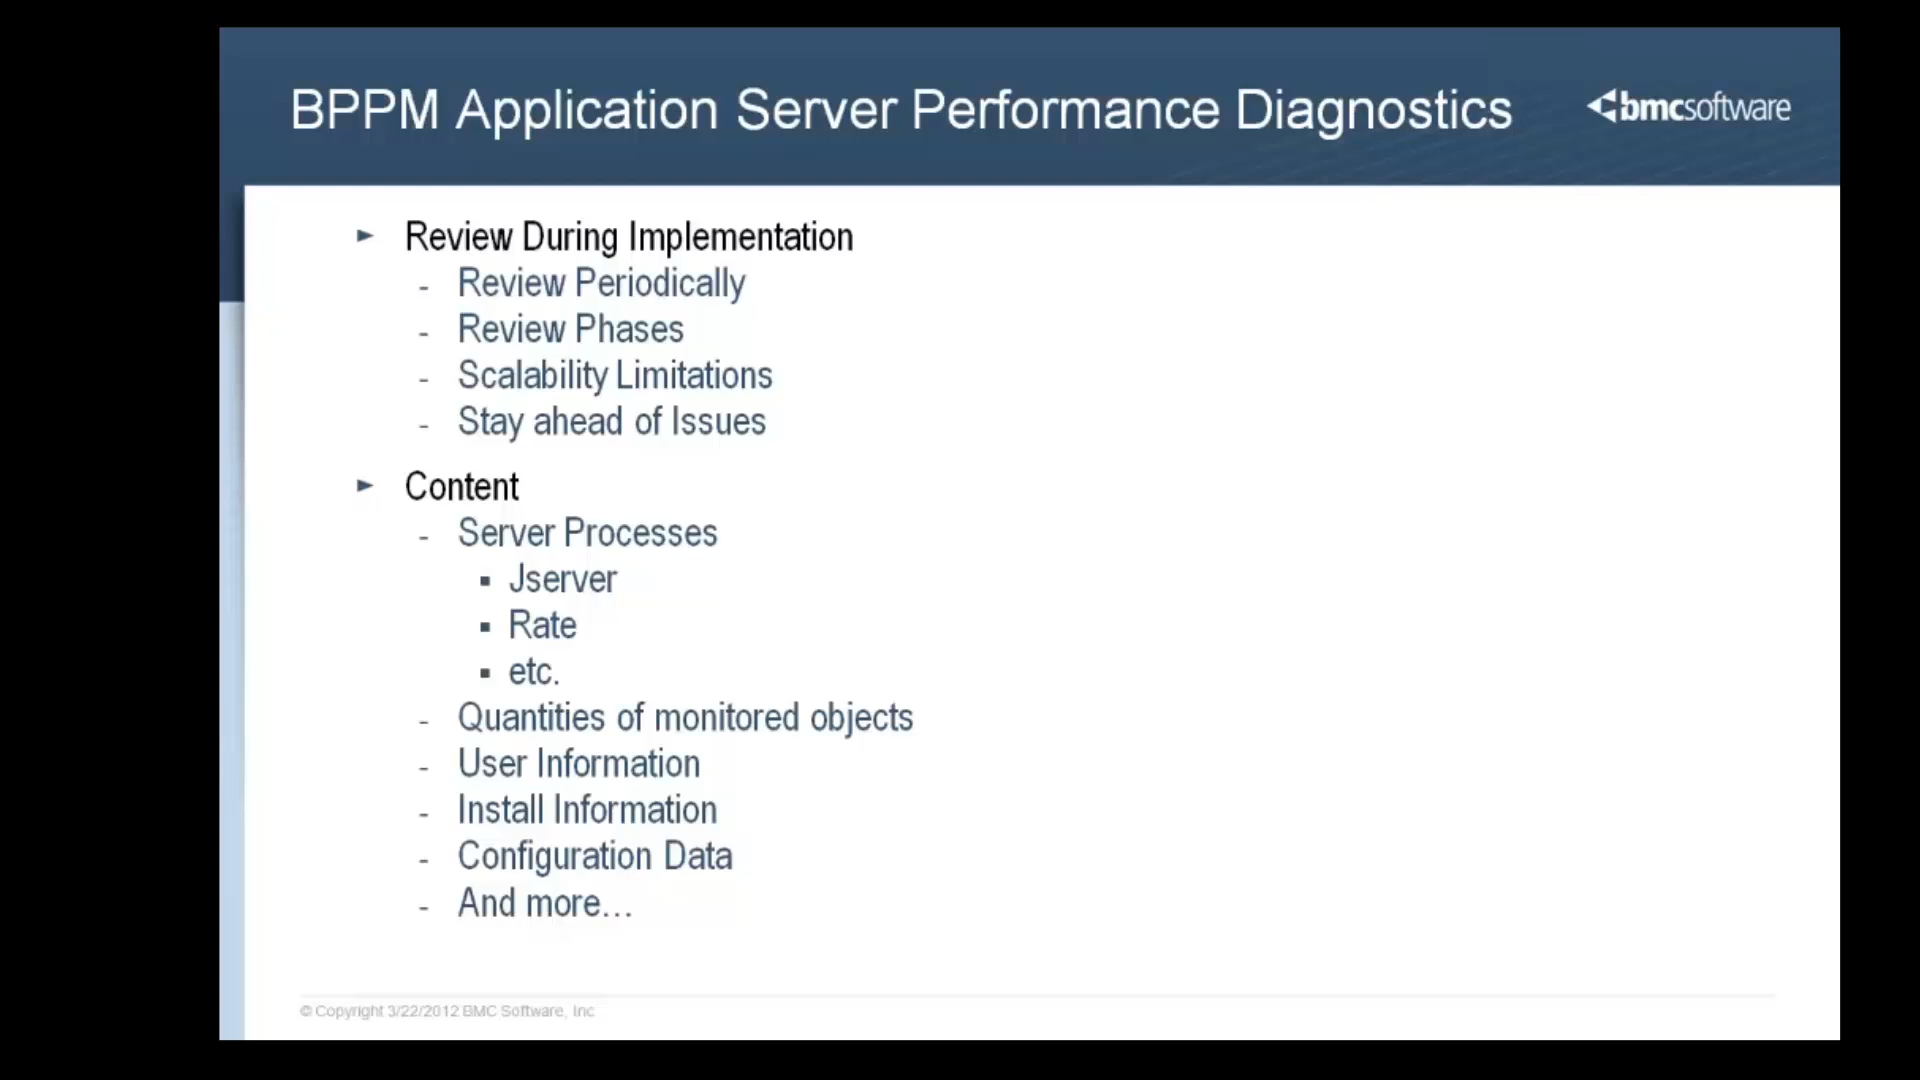 BPPM Application Server Performance Diagnostics
bmcsoftware
► Review During Implementation
- Review Periodically
- Review Phases
- Scalability Limitations
- Stay ahead of Issues
► Content
- Server Processes
▪ Jserver
▪ Rate
▪ etc.
- Quantities of monitored objects
- User Information
- Install Information
- Configuration Data
- And more…
© Copyright 3/22/2012 BMC Software, Inc